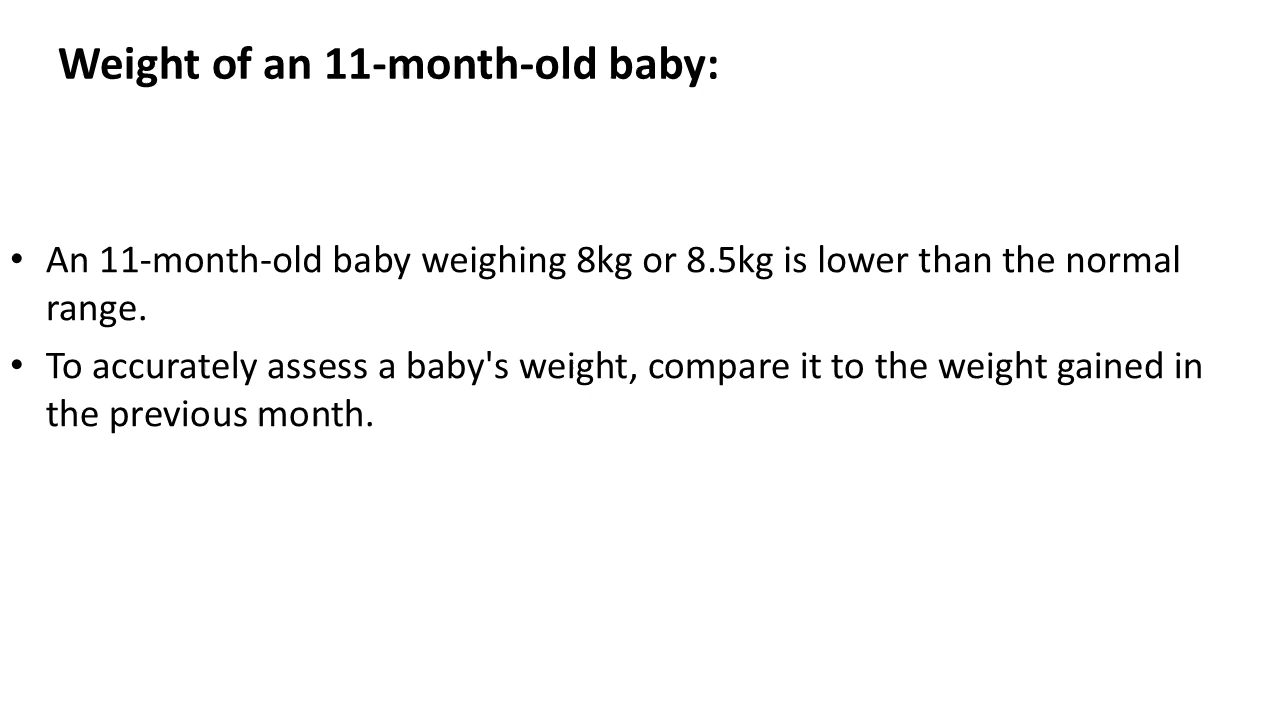 Weight of an 11-month-old baby:
• An 11-month-old baby weighing 8kg or 8.5kg is lower than the normal
range.
• To accurately assess a baby's weight, compare it to the weight gained in
the previous month.